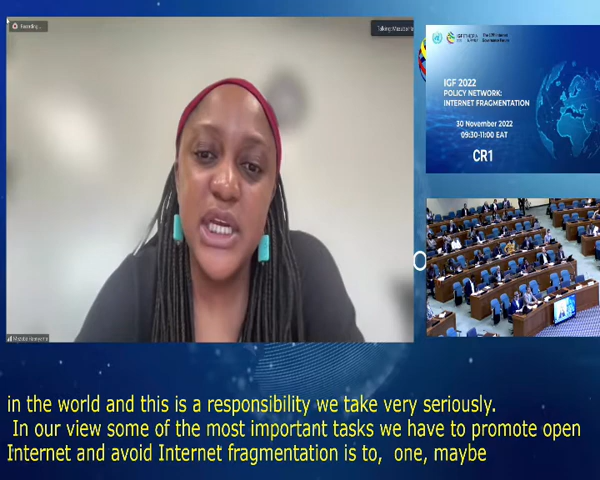 Recording...
IGF 2022
POLICY NETWORK:
INTERNET FRAGMENTATION
30 November 2022
09:30-11:00 EAT
CR1
in the world and this is a responsibility we take very seriously.
In our view some of the most important tasks we have to promote open
Internet and avoid Internet fragmentation is to, one, maybe